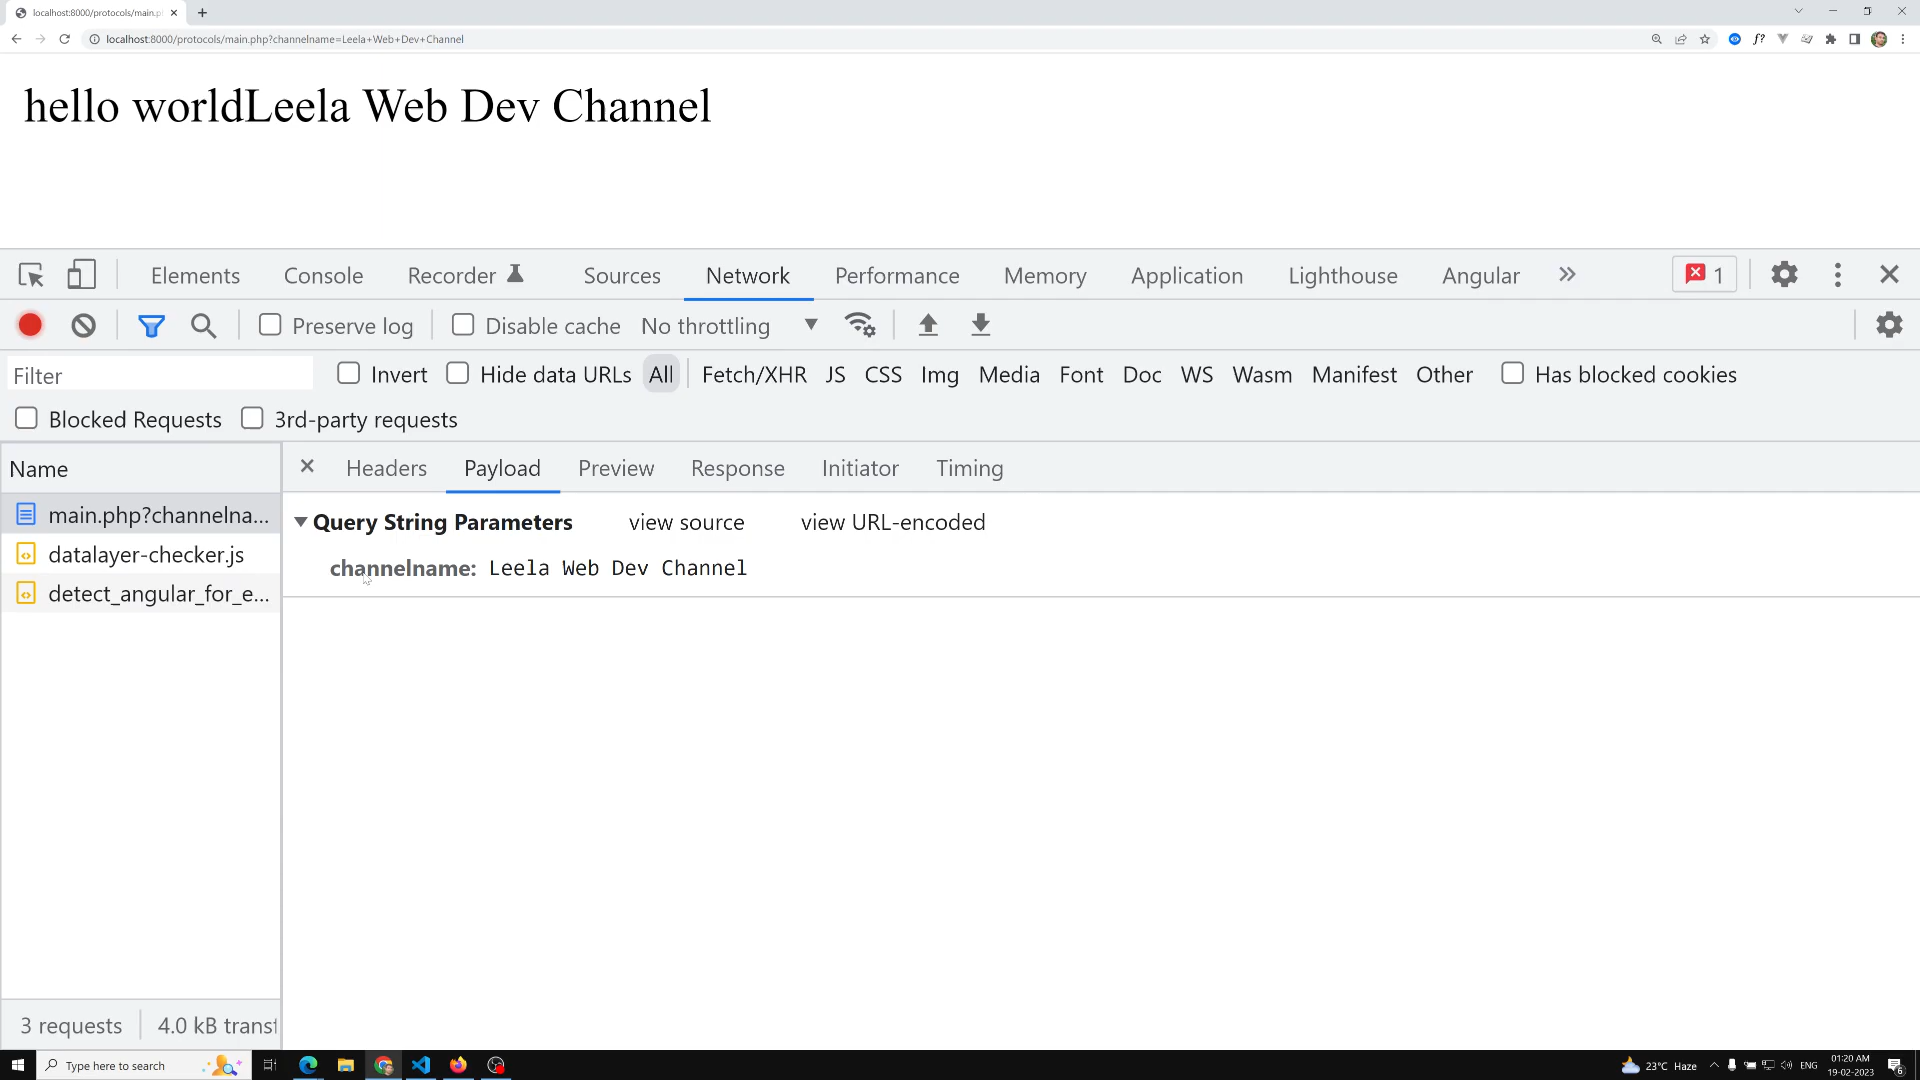 localhost:8000/protocols/main.p
localhost:8000/protocols/main.php?channelname=Leela+Web+Dev+Channel
f?
hello worldLeela Web Dev Channel
Elements Console Recorder Sources Network Performance Memory Application Lighthouse Angular 1
Preserve log Disable cache No throttling
Filter Invert Hide data URLs All Fetch/XHR JS CSS Img Media Font Doc WS Wasm Manifest Other Has blocked cookies
Blocked Requests 3rd-party requests
Name Headers Payload Preview Response Initiator Timing
main.php?channelna... Query String Parameters view source view URL-encoded
datalayer-checker.js channelname: Leela Web Dev Channel
detect_angular_for_e...
3 requests 4.0 kB transf
Type here to search 23°C Haze ENG 01:20 AM
19-02-2023 6